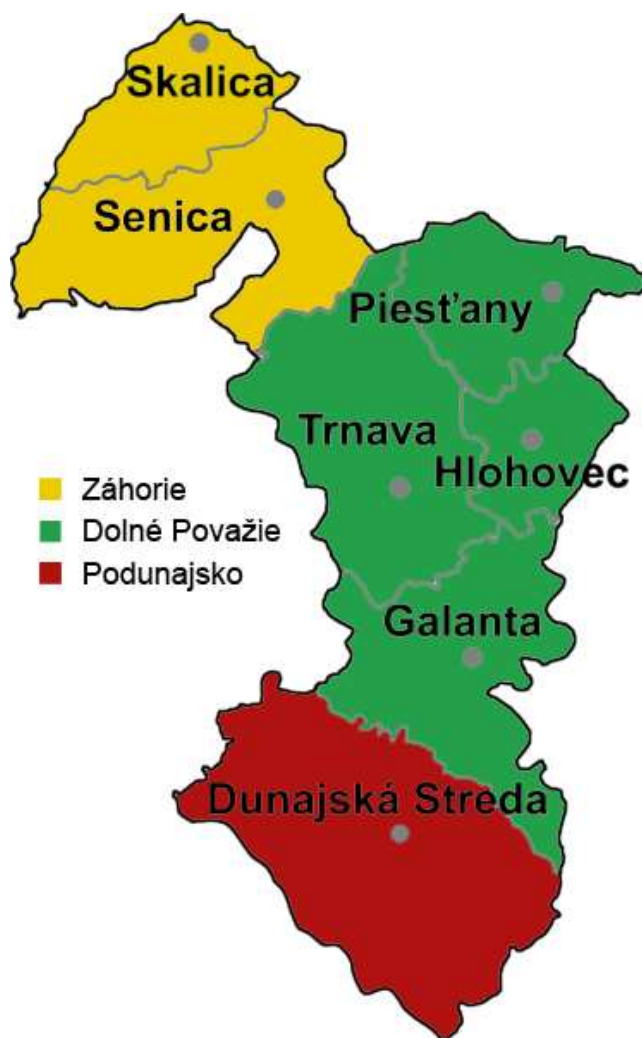 Skalica
Senica
Piesťany
Trnava
Hlohovec
Záhorie
Dolné Považie
Podunajsko
Galanta
Dunajská Streda